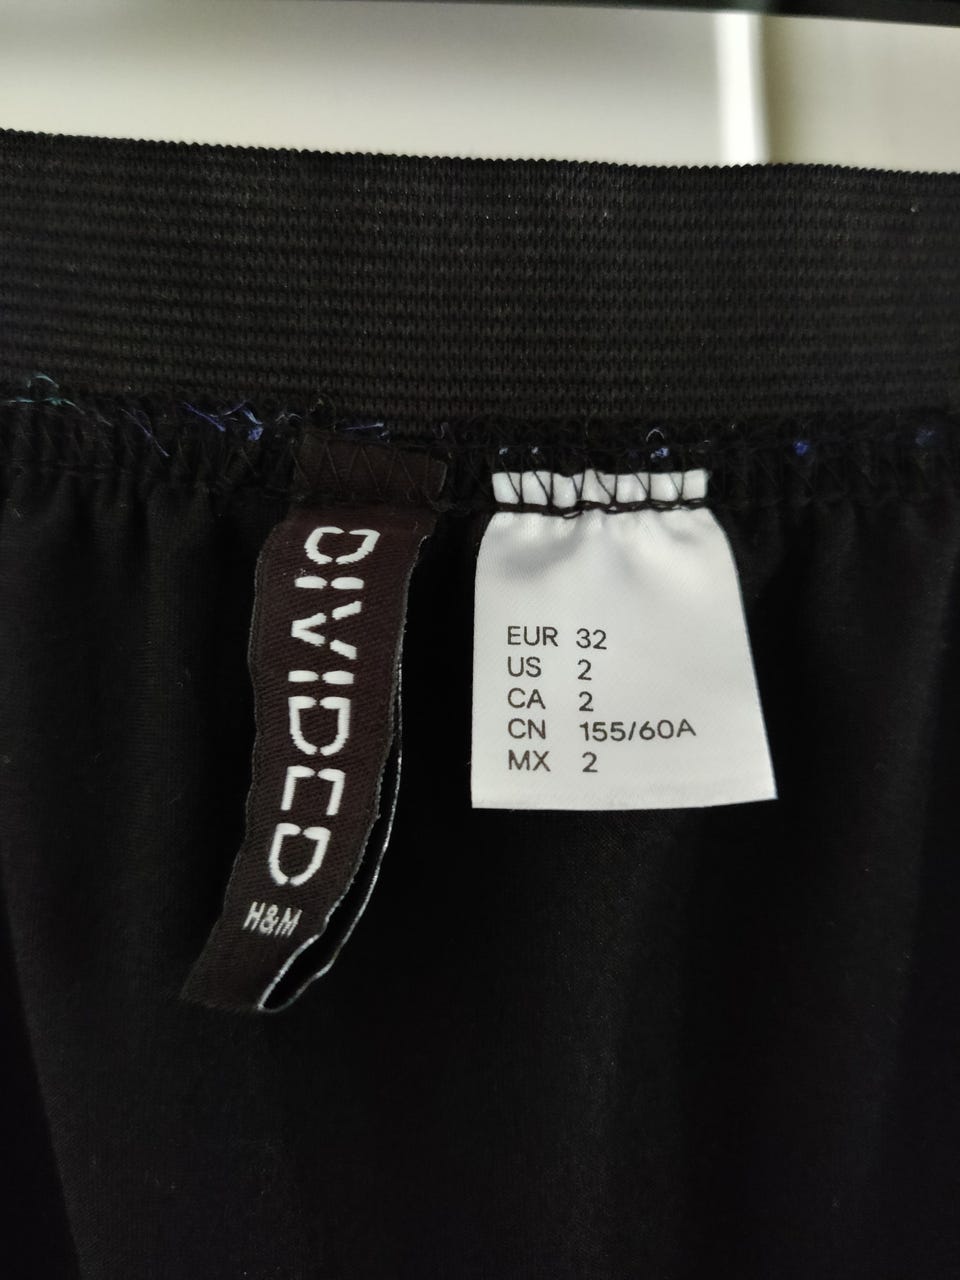 DIVIDED
H&M
EUR 32
US 2
CA 2
CN 155/60A
MX 2